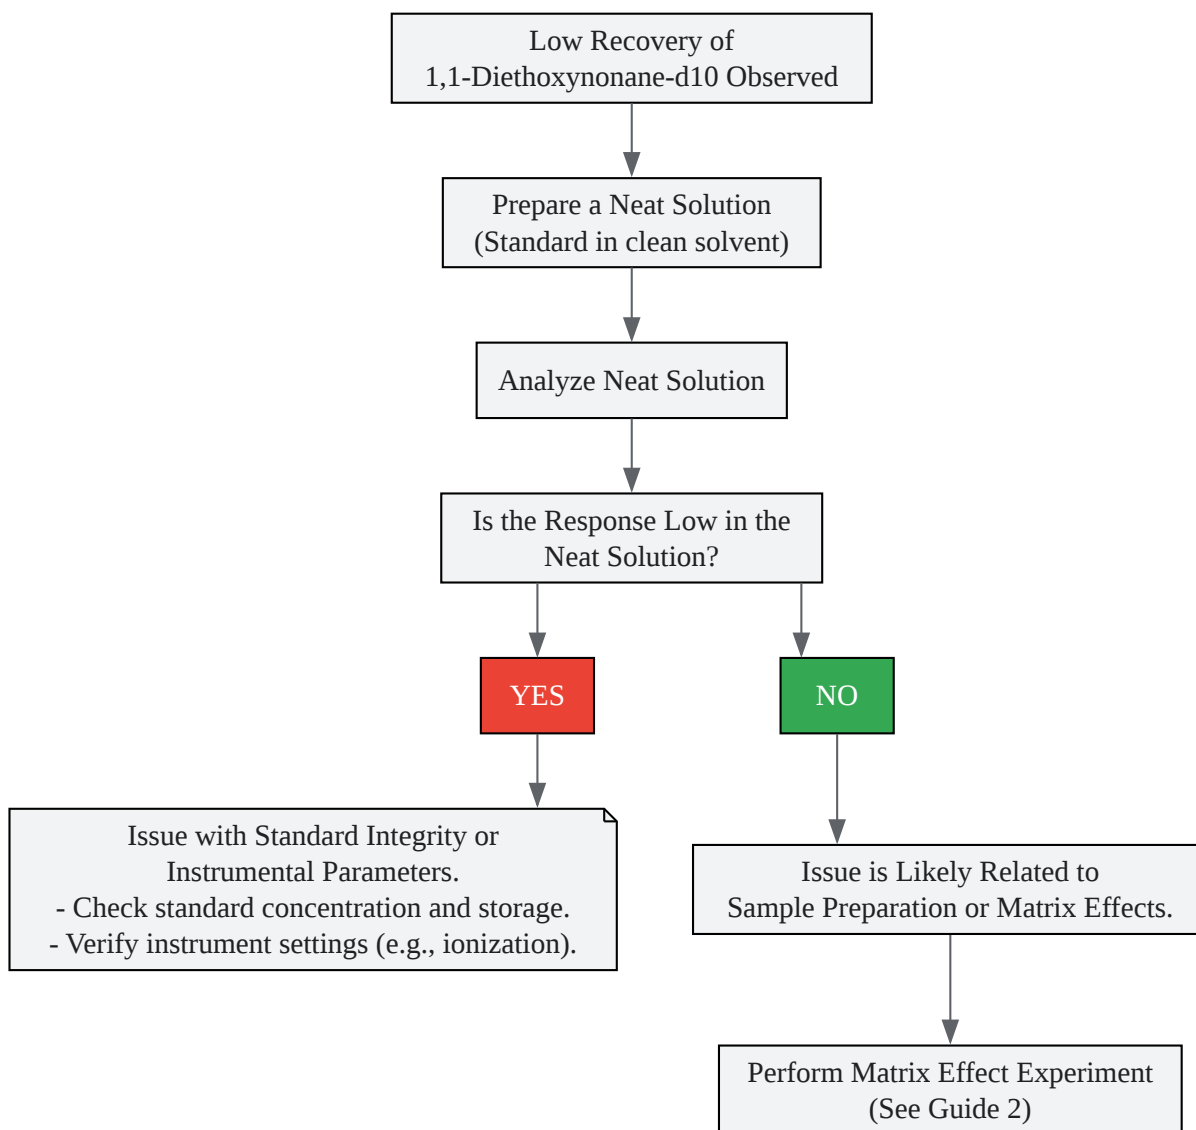 Low Recovery of
1,1-Diethoxynonane-d10 Observed
Prepare a Neat Solution
(Standard in clean solvent)
Analyze Neat Solution
Is the Response Low in the
Neat Solution?
YES
NO
Issue with Standard Integrity or
Instrumental Parameters.
- Check standard concentration and storage.
- Verify instrument settings (e.g., ionization).
Issue is Likely Related to
Sample Preparation or Matrix Effects.
Perform Matrix Effect Experiment
(See Guide 2)